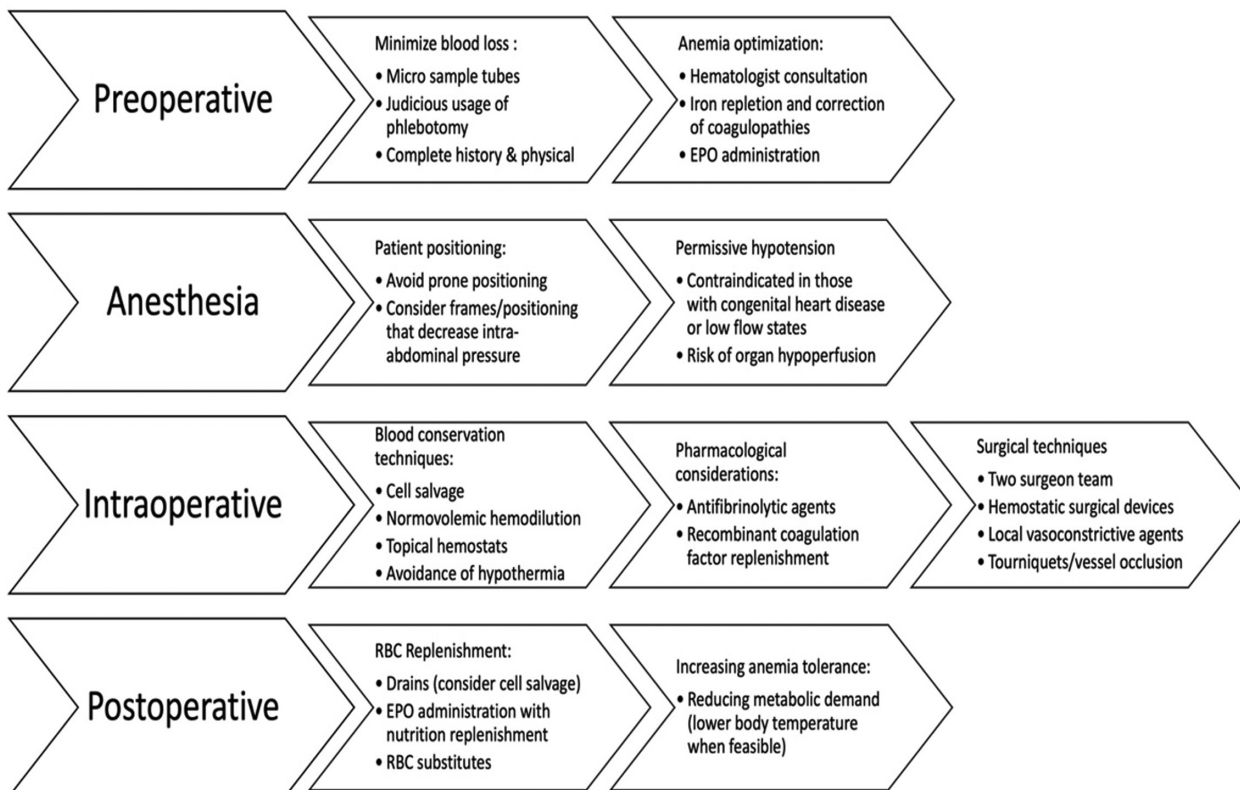 Preoperative
Minimize blood loss :
• Micro sample tubes
• Judicious usage of
phlebotomy
• Complete history & physical
Anemia optimization:
• Hematologist consultation
• Iron repletion and correction
of coagulopathies
• EPO administration
Anesthesia
Patient positioning:
• Avoid prone positioning
• Consider frames/positioning
that decrease intra-
abdominal pressure
Permissive hypotension
• Contraindicated in those
with congenital heart disease
or low flow states
• Risk of organ hypoperfusion
Intraoperative
Blood conservation
techniques:
• Cell salvage
• Normovolemic hemodilution
• Topical hemostats
• Avoidance of hypothermia
Pharmacological
considerations:
• Antifibrinolytic agents
• Recombinant coagulation
factor replenishment
Surgical techniques
• Two surgeon team
• Hemostatic surgical devices
• Local vasoconstrictive agents
• Tourniquets/vessel occlusion
Postoperative
RBC Replenishment:
• Drains (consider cell salvage)
• EPO administration with
nutrition replenishment
• RBC substitutes
Increasing anemia tolerance:
• Reducing metabolic demand
(lower body temperature
when feasible)